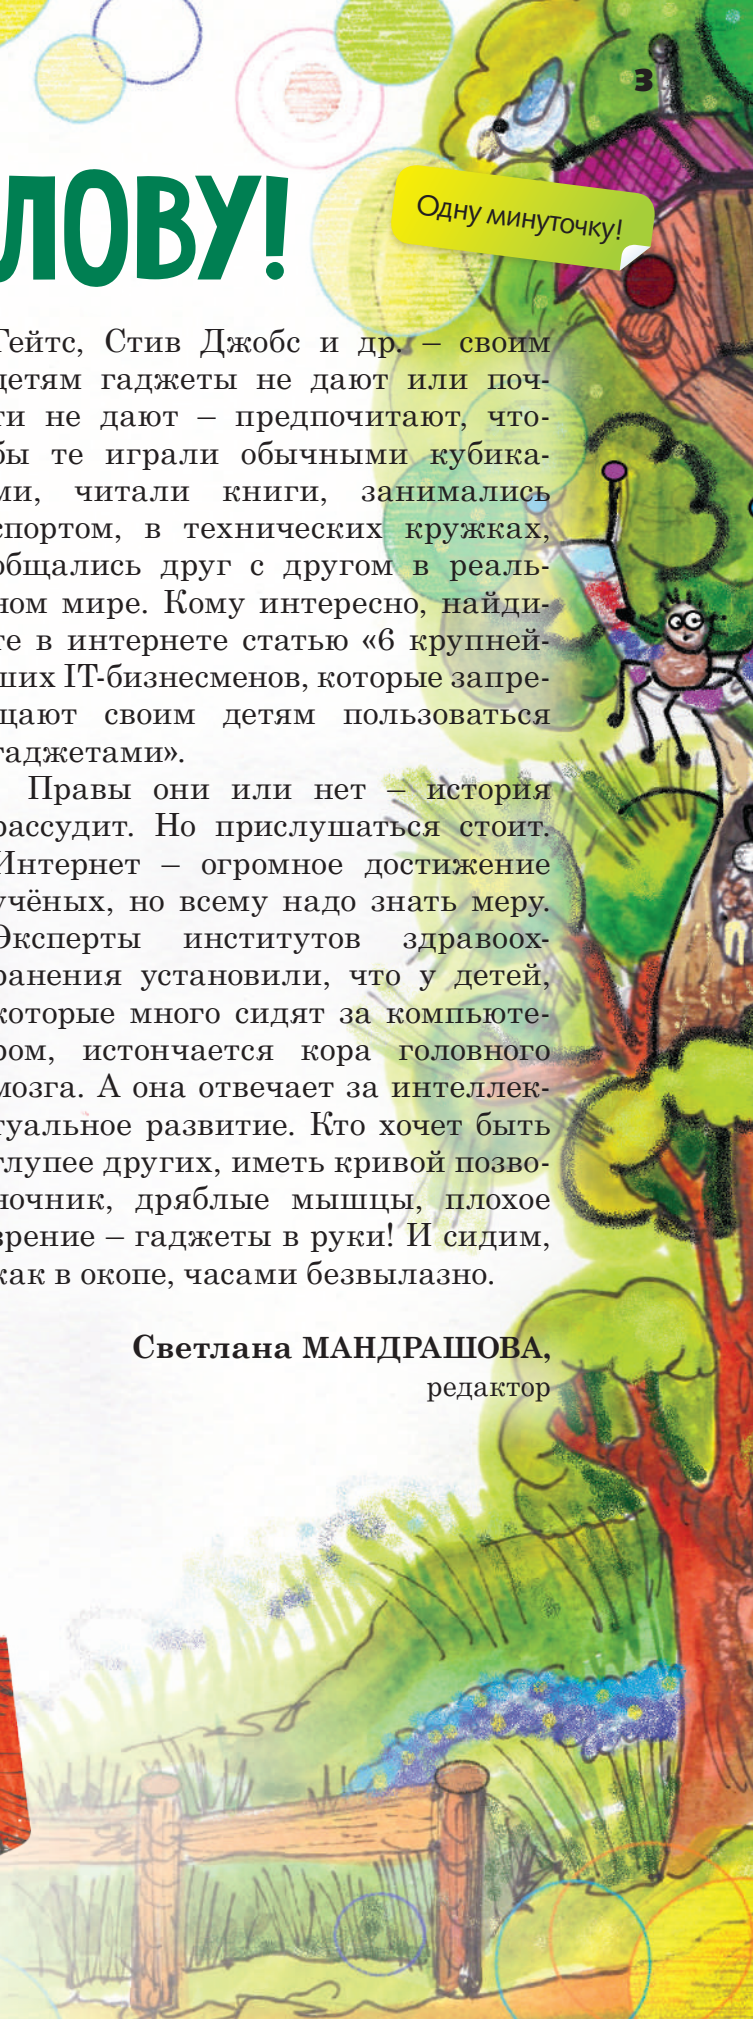 3
Одну минуточку!
ЛОВУ!
Гейтс, Стив Джобс и др. – своим
детям гаджеты не дают или поч-
ти не дают – предпочитают, что-
бы те играли обычными кубика-
ми, читали книги, занимались
спортом, в технических кружках,
общались друг с другом в реаль-
ном мире. Кому интересно, найди-
те в интернете статью «6 крупней-
ших IT-бизнесменов, которые запре-
щают своим детям пользоваться
гаджетами».
Правы они или нет – история
рассудит. Но прислушаться стоит.
Интернет – огромное достижение
учёных, но всему надо знать меру.
Эксперты институтов здравоох-
ранения установили, что у детей,
которые много сидят за компьюте-
ром, истончается кора головного
мозга. А она отвечает за интеллек-
туальное развитие. Кто хочет быть
глупее других, иметь кривой позво-
ночник, дряблые мышцы, плохое
зрение – гаджеты в руки! И сидим,
как в окопе, часами безвылазно.
Светлана МАНДРАШОВА,
редактор